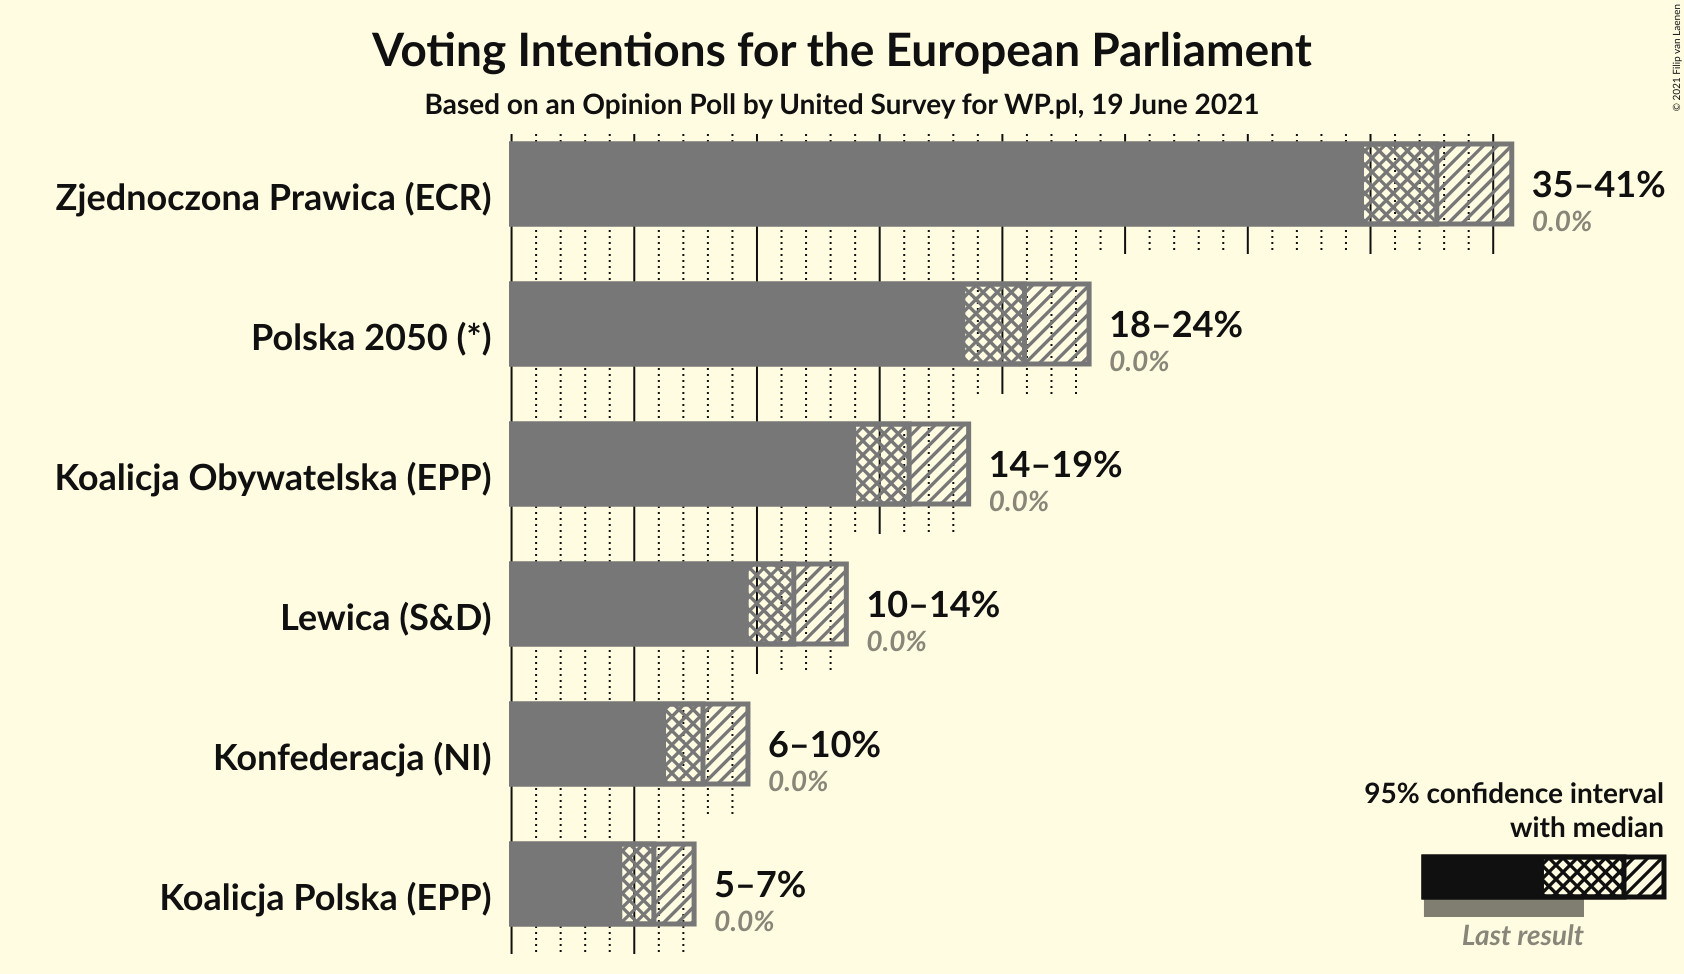 Voting Intentions for the European Parliament
Based on an Opinion Poll by United Survey for WP.pl, 19 June 2021
© 2021 Filip van Laenen
Zjednoczona Prawica (ECR)
35–41%
0.0%
Polska 2050 (*)
18–24%
0.0%
Koalicja Obywatelska (EPP)
14–19%
0.0%
Lewica (S&D)
10–14%
0.0%
Konfederacja (NI)
6–10%
0.0%
Koalicja Polska (EPP)
5–7%
0.0%
95% confidence interval
with median
Last result